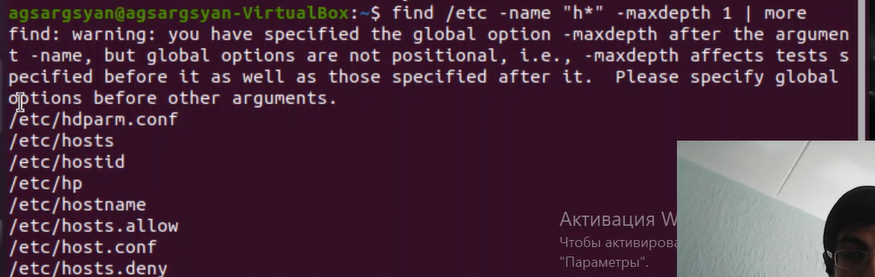 agsargsyan@agsargsyan-VirtualBox:~$ find /etc -name "h*" -maxdepth 1 | more
find: warning: you have specified the global option -maxdepth after the argumen
t -name, but global options are not positional, i.e., -maxdepth affects tests s
pecified before it as well as those specified after it.  Please specify global
options before other arguments.
/etc/hdparm.conf
/etc/hosts
/etc/hostid
/etc/hp
/etc/hostname
/etc/hosts.allow
/etc/host.conf
/etc/hosts.deny
Активация W
Чтобы активирова
"Параметры".